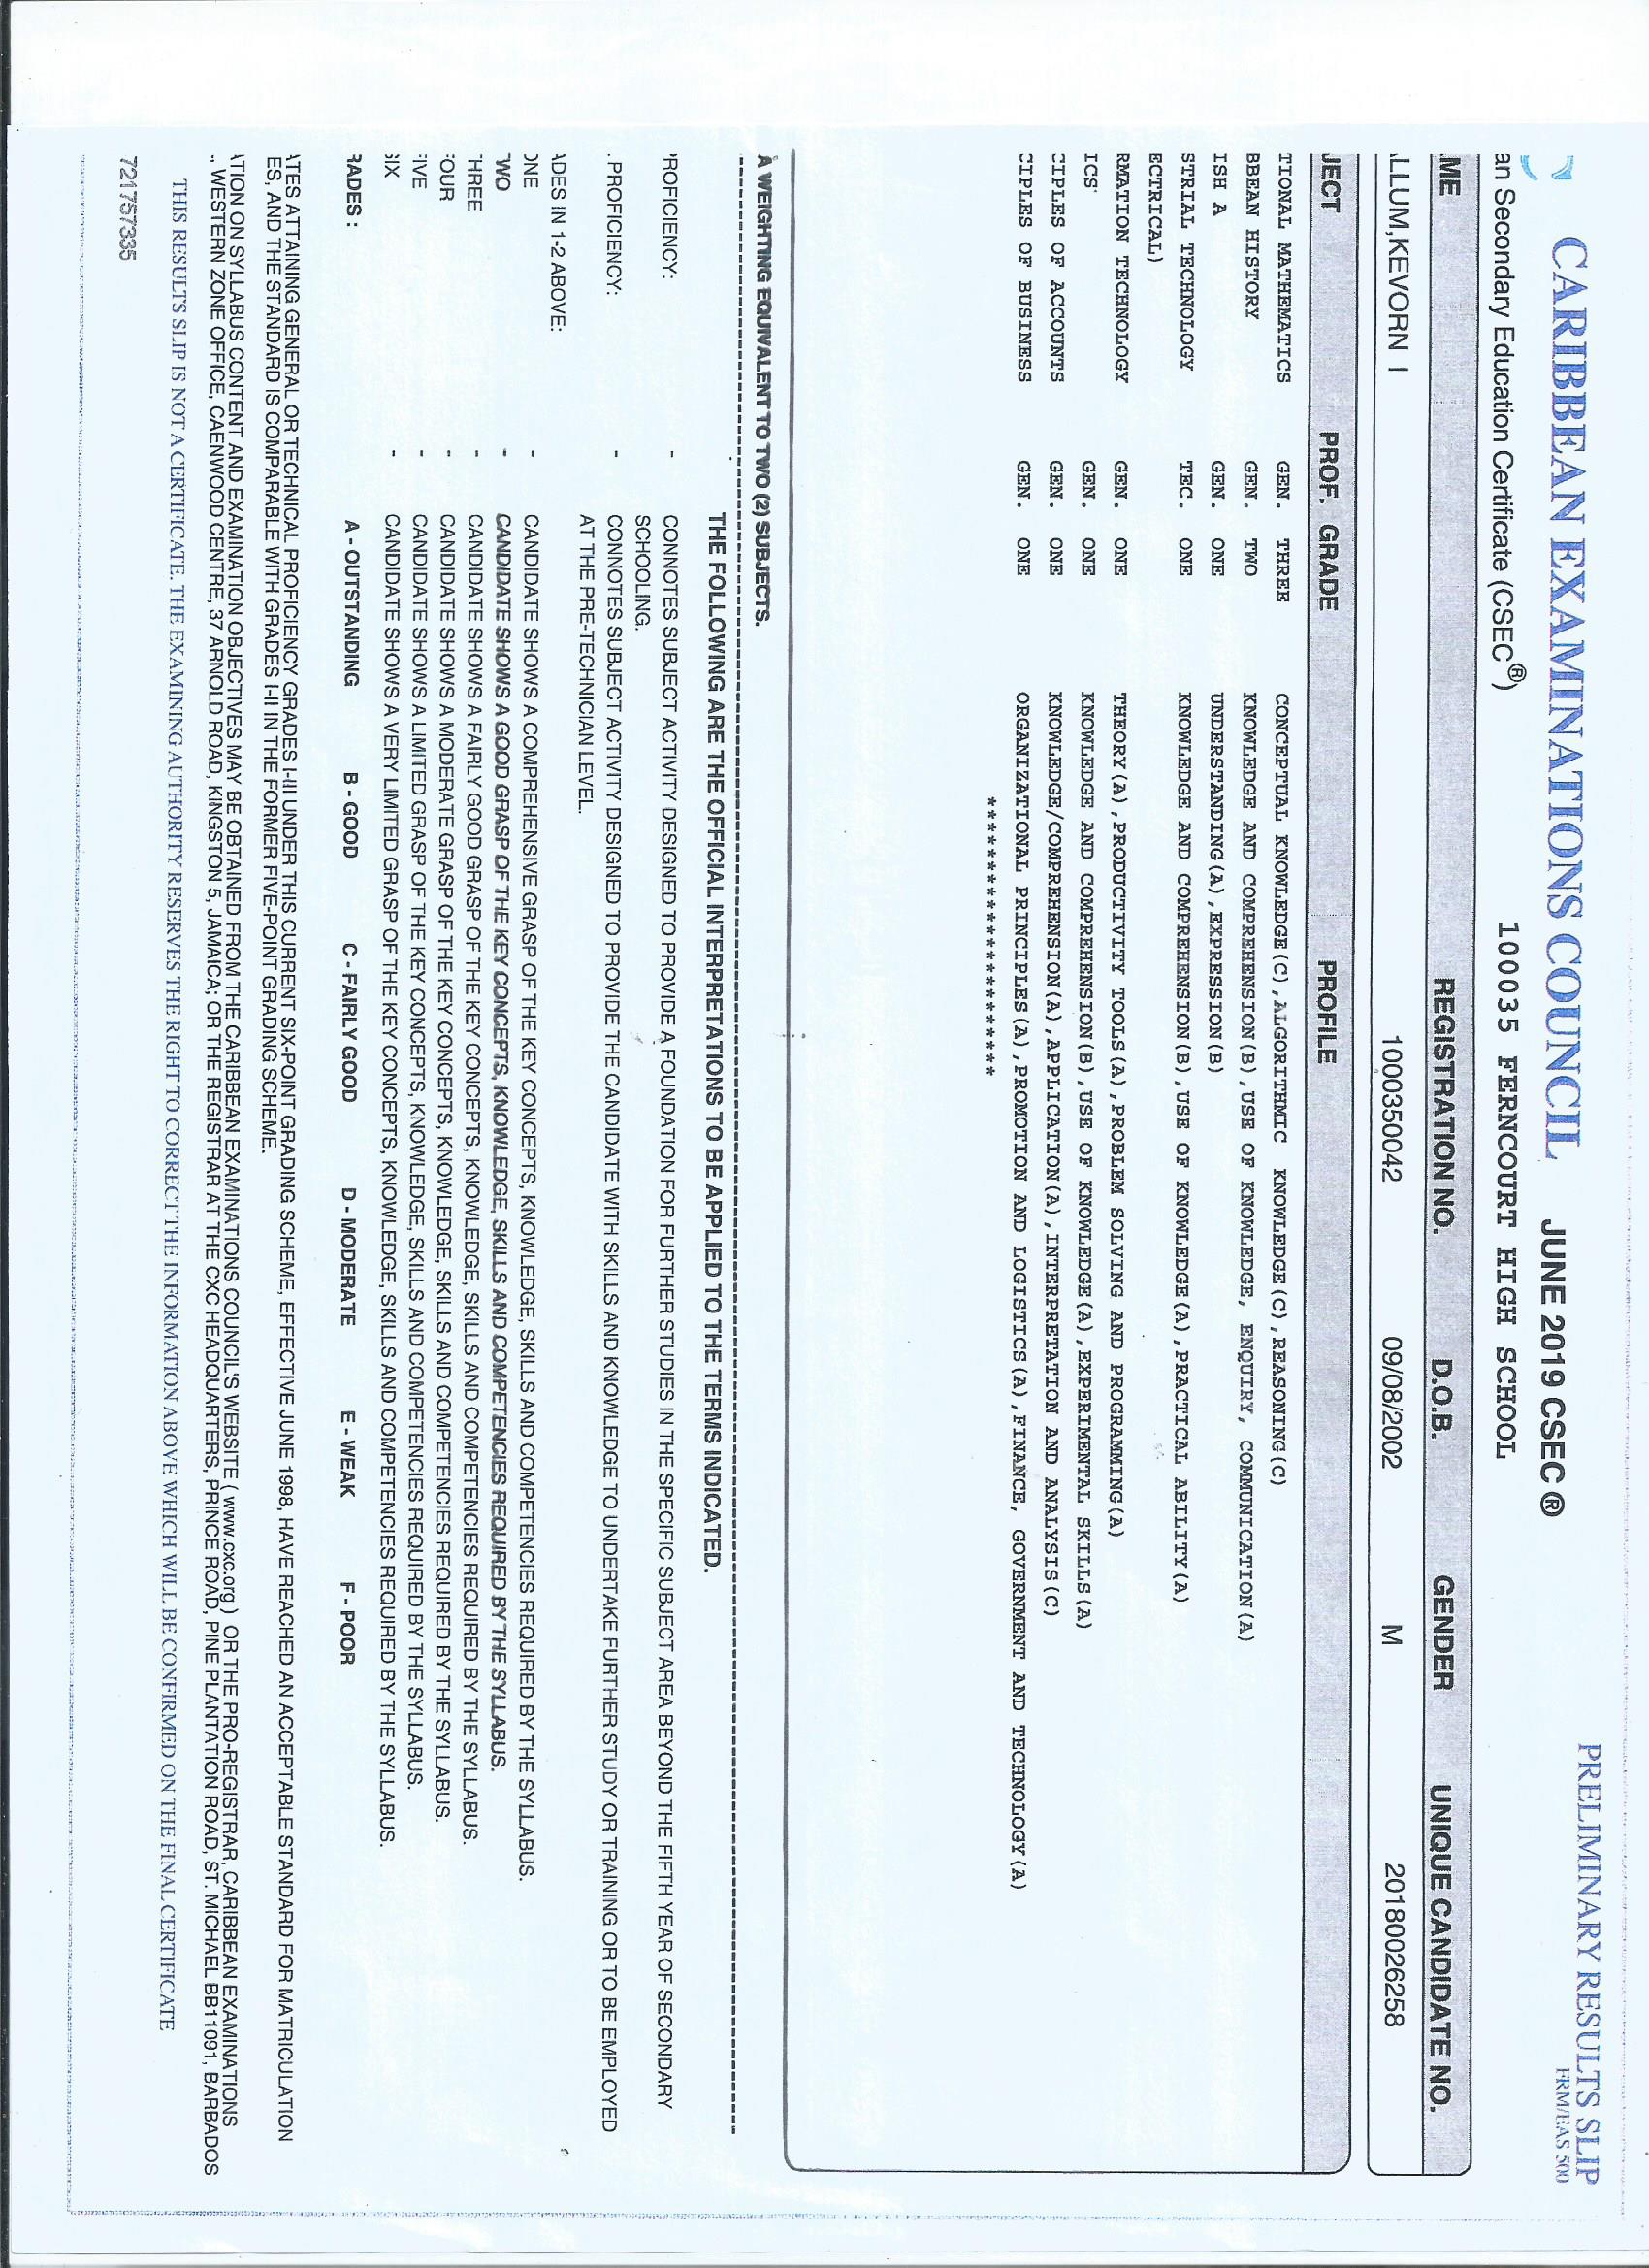 CARIBBEAN EXAMINATIONS COUNCIL JUNE 2019 CSEC ® PRELIMINARY RESULTS SLIP
FRM/EAS 500
an Secondary Education Certificate (CSEC®) 100035 FERNCOURT HIGH SCHOOL
ME REGISTRATION NO. D.O.B. GENDER UNIQUE CANDIDATE NO.
LLUM,KEVORN I 1000350042 09/08/2002 M 20180026258
JECT PROF. GRADE PROFILE
TIONAL MATHEMATICS GEN. THREE CONCEPTUAL KNOWLEDGE(C),ALGORITHMIC KNOWLEDGE(C),REASONING(C)
BBEAN HISTORY GEN. TWO KNOWLEDGE AND COMPREHENSION(B),USE OF KNOWLEDGE, ENQUIRY, COMMUNICATION(A)
ISH A GEN. ONE UNDERSTANDING(A),EXPRESSION(B)
STRIAL TECHNOLOGY TEC. ONE KNOWLEDGE AND COMPREHENSION(B),USE OF KNOWLEDGE(A),PRACTICAL ABILITY(A)
ECTRICAL)
RMATION TECHNOLOGY GEN. ONE THEORY(A),PRODUCTIVITY TOOLS(A),PROBLEM SOLVING AND PROGRAMMING(A)
ICS GEN. ONE KNOWLEDGE AND COMPREHENSION(B),USE OF KNOWLEDGE(A),EXPERIMENTAL SKILLS(A)
CIPLES OF ACCOUNTS GEN. ONE KNOWLEDGE/COMPREHENSION(A),APPLICATION(A),INTERPRETATION AND ANALYSIS(C)
CIPLES OF BUSINESS GEN. ONE ORGANIZATIONAL PRINCIPLES(A),PROMOTION AND LOGISTICS(A),FINANCE, GOVERNMENT AND TECHNOLOGY(A)
**********************
A WEIGHTING EQUIVALENT TO TWO (2) SUBJECTS.
THE FOLLOWING ARE THE OFFICIAL INTERPRETATIONS TO BE APPLIED TO THE TERMS INDICATED.
ROFICIENCY: - CONNOTES SUBJECT ACTIVITY DESIGNED TO PROVIDE A FOUNDATION FOR FURTHER STUDIES IN THE SPECIFIC SUBJECT AREA BEYOND THE FIFTH YEAR OF SECONDARY
SCHOOLING.
PROFICIENCY: - CONNOTES SUBJECT ACTIVITY DESIGNED TO PROVIDE THE CANDIDATE WITH SKILLS AND KNOWLEDGE TO UNDERTAKE FURTHER STUDY OR TRAINING OR TO BE EMPLOYED
AT THE PRE-TECHNICIAN LEVEL.
ADES IN 1-2 ABOVE:
ONE - CANDIDATE SHOWS A COMPREHENSIVE GRASP OF THE KEY CONCEPTS, KNOWLEDGE, SKILLS AND COMPETENCIES REQUIRED BY THE SYLLABUS.
TWO - CANDIDATE SHOWS A GOOD GRASP OF THE KEY CONCEPTS, KNOWLEDGE, SKILLS AND COMPETENCIES REQUIRED BY THE SYLLABUS.
THREE - CANDIDATE SHOWS A FAIRLY GOOD GRASP OF THE KEY CONCEPTS, KNOWLEDGE, SKILLS AND COMPETENCIES REQUIRED BY THE SYLLABUS.
FOUR - CANDIDATE SHOWS A MODERATE GRASP OF THE KEY CONCEPTS, KNOWLEDGE, SKILLS AND COMPETENCIES REQUIRED BY THE SYLLABUS.
IVE - CANDIDATE SHOWS A LIMITED GRASP OF THE KEY CONCEPTS, KNOWLEDGE, SKILLS AND COMPETENCIES REQUIRED BY THE SYLLABUS.
SIX - CANDIDATE SHOWS A VERY LIMITED GRASP OF THE KEY CONCEPTS, KNOWLEDGE, SKILLS AND COMPETENCIES REQUIRED BY THE SYLLABUS.
RADES : A - OUTSTANDING B - GOOD C - FAIRLY GOOD D - MODERATE E - WEAK F - POOR
ATES ATTAINING GENERAL OR TECHNICAL PROFICIENCY GRADES I-III UNDER THIS CURRENT SIX-POINT GRADING SCHEME, EFFECTIVE JUNE 1998, HAVE REACHED AN ACCEPTABLE STANDARD FOR MATRICULATION
ES, AND THE STANDARD IS COMPARABLE WITH GRADES I-II IN THE FORMER FIVE-POINT GRADING SCHEME.
ATION ON SYLLABUS CONTENT AND EXAMINATION OBJECTIVES MAY BE OBTAINED FROM THE CARIBBEAN EXAMINATIONS COUNCIL'S WEBSITE ( www.cxc.org ) OR THE PRO-REGISTRAR, CARIBBEAN EXAMINATIONS
., WESTERN ZONE OFFICE, CAENWOOD CENTRE, 37 ARNOLD ROAD, KINGSTON 5, JAMAICA; OR THE REGISTRAR AT THE CXC HEADQUARTERS, PRINCE ROAD, PINE PLANTATION ROAD, ST. MICHAEL BB11091, BARBADOS
THIS RESULTS SLIP IS NOT A CERTIFICATE. THE EXAMINING AUTHORITY RESERVES THE RIGHT TO CORRECT THE INFORMATION ABOVE WHICH WILL BE CONFIRMED ON THE FINAL CERTIFICATE
721757335